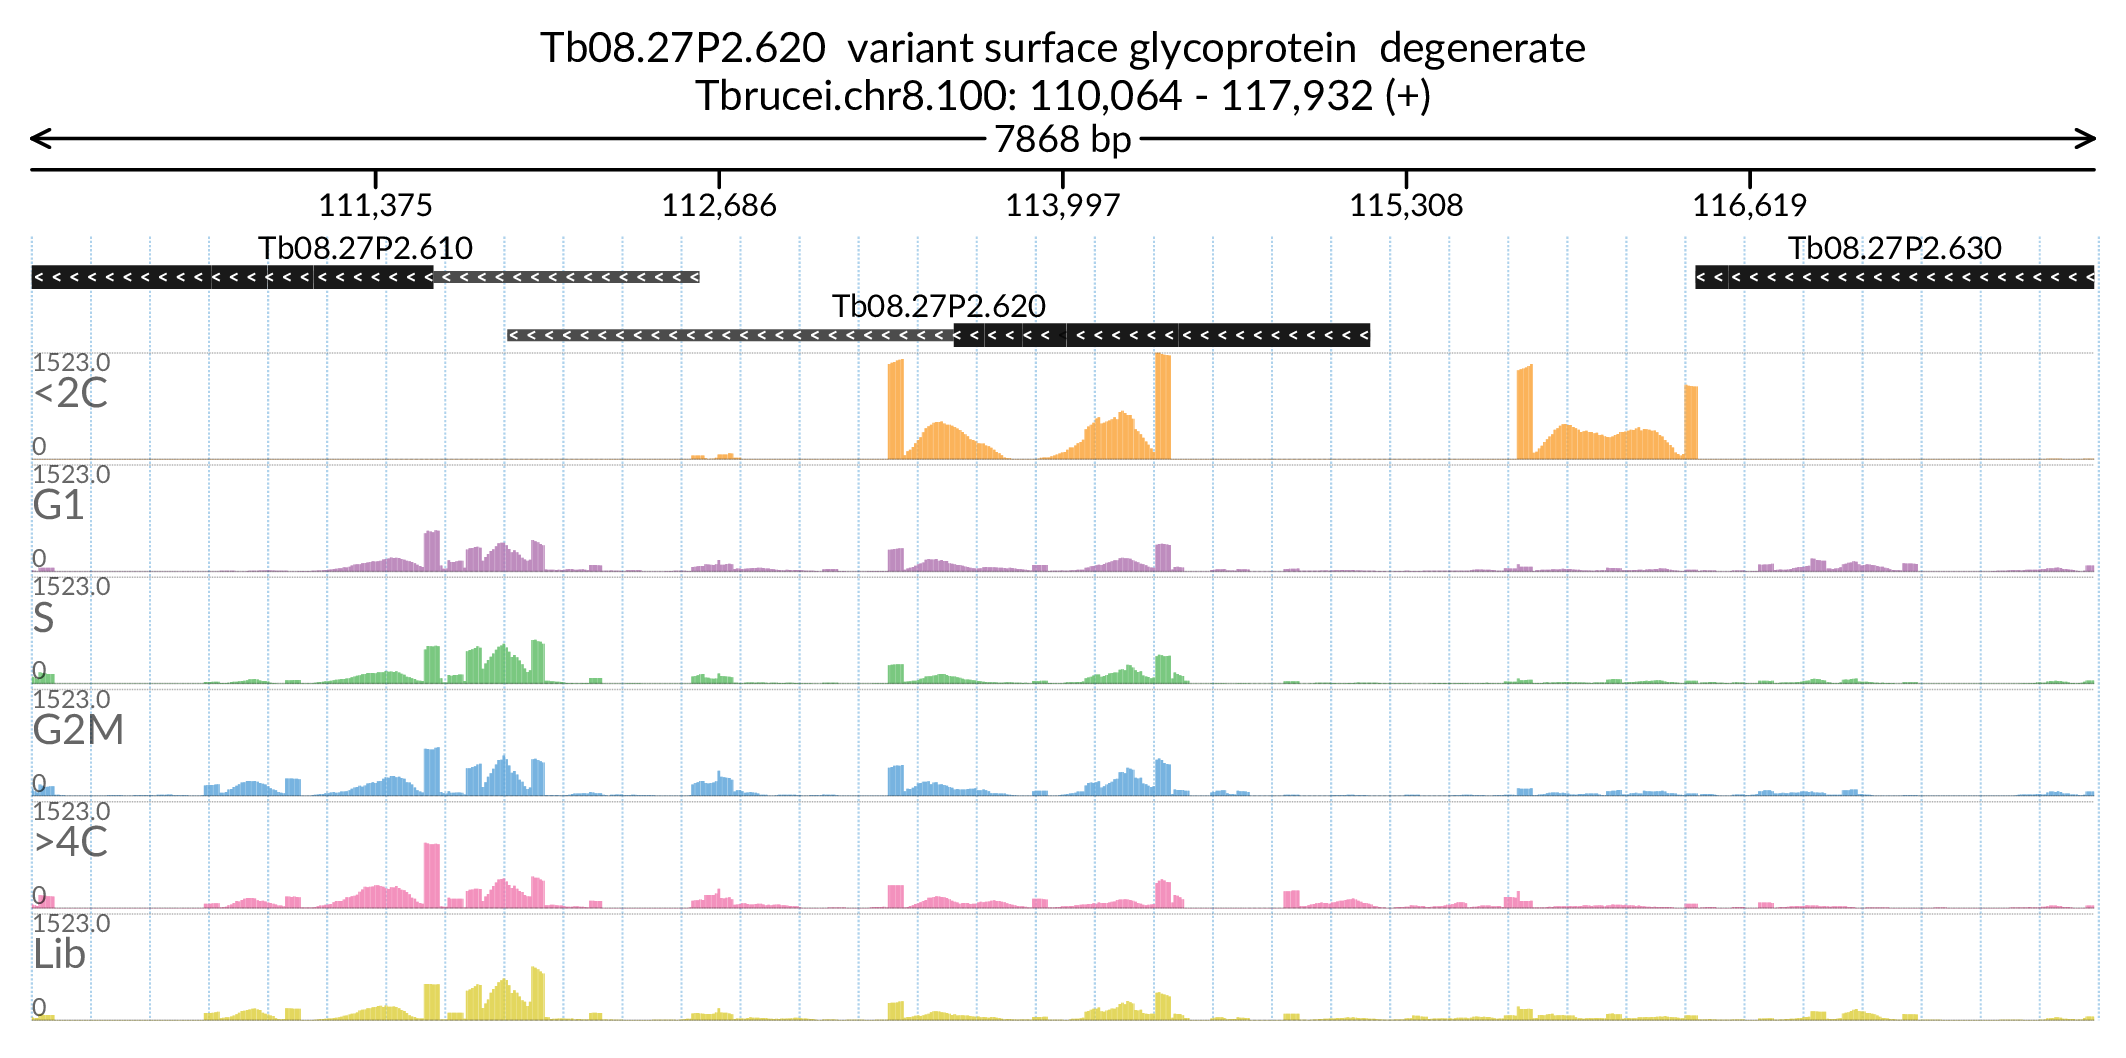 Tb08.27P2.620 variant surface glycoprotein degenerate
Tbrucei.chr8.100: 110,064 - 117,932 (+)
7868 bp
111,375 112,686 113,997 115,308 116,619
Tb08.27P2.610 Tb08.27P2.630
Tb08.27P2.620
1523.0
<2C
0
1523.0
G1
0
1523.0
S
0
1523.0
G2M
0
1523.0
>4C
0
1523.0
Lib
0